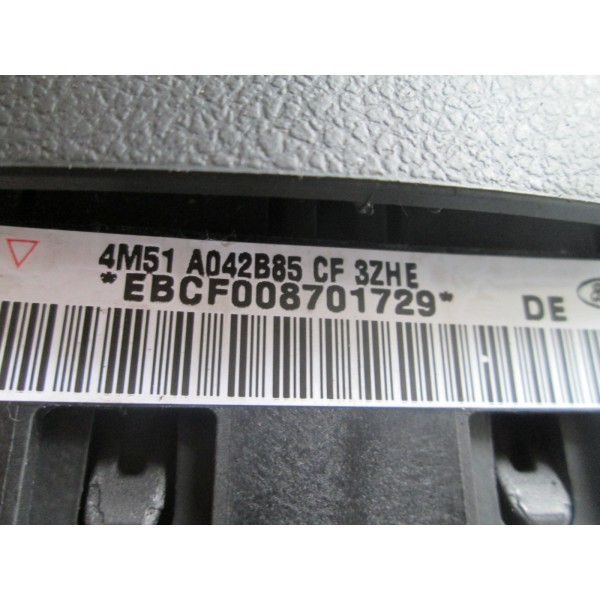 4M51 A042B85 CF 3ZHE
*EBCF008701729*
DE